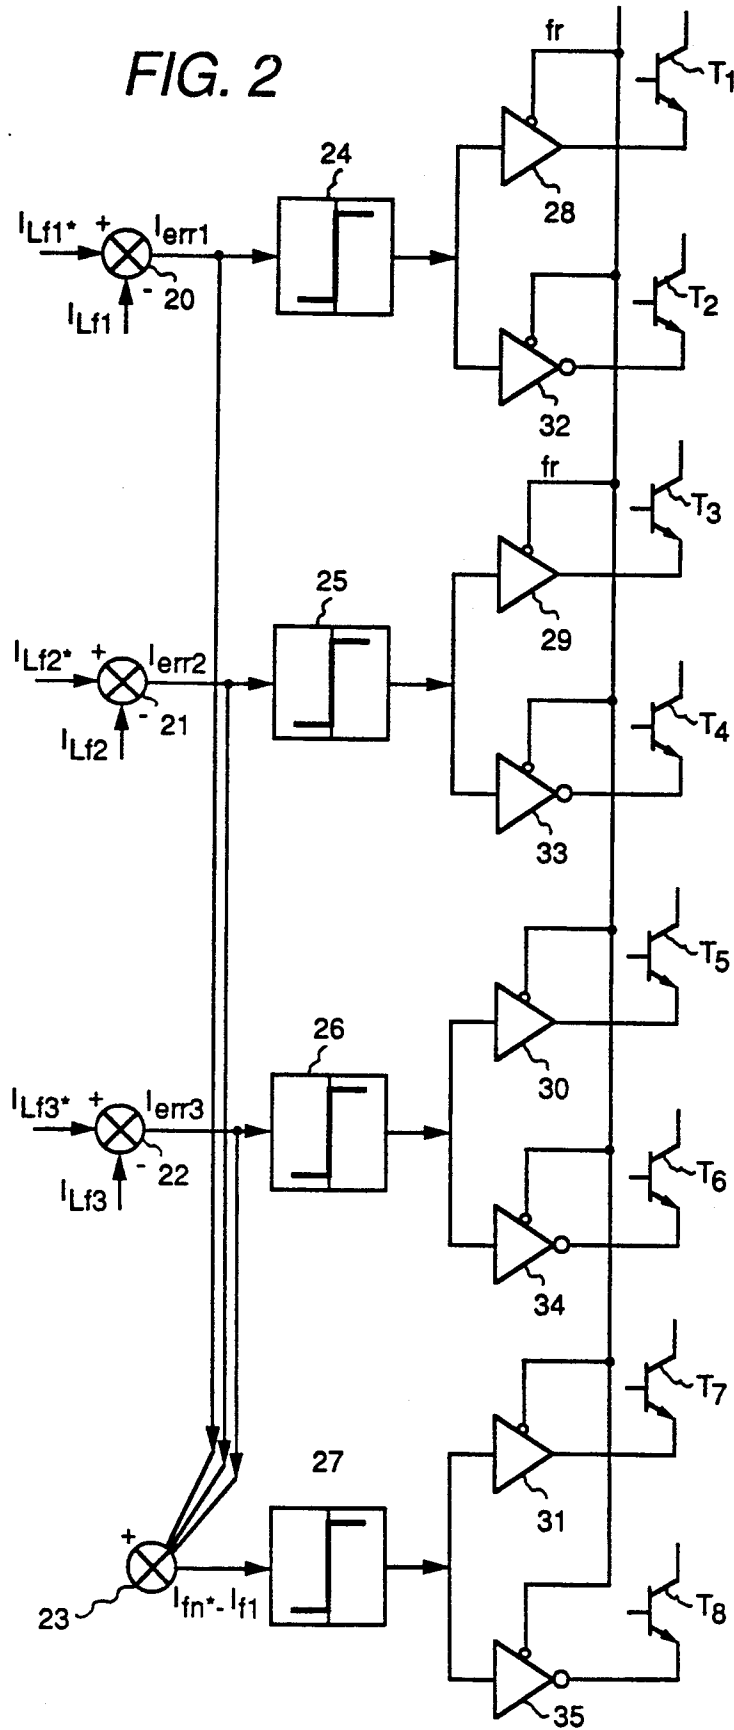 FIG. 2
fr
T1
24
28
ILf1*
+
Ierr1
-
20
ILf1
T2
32
fr
T3
25
29
ILf2*
+
Ierr2
-
21
ILf2
T4
33
T5
26
30
ILf3*
+
Ierr3
-
22
ILf3
T6
34
T7
27
31
+
23
Ifn*-If1
T8
35